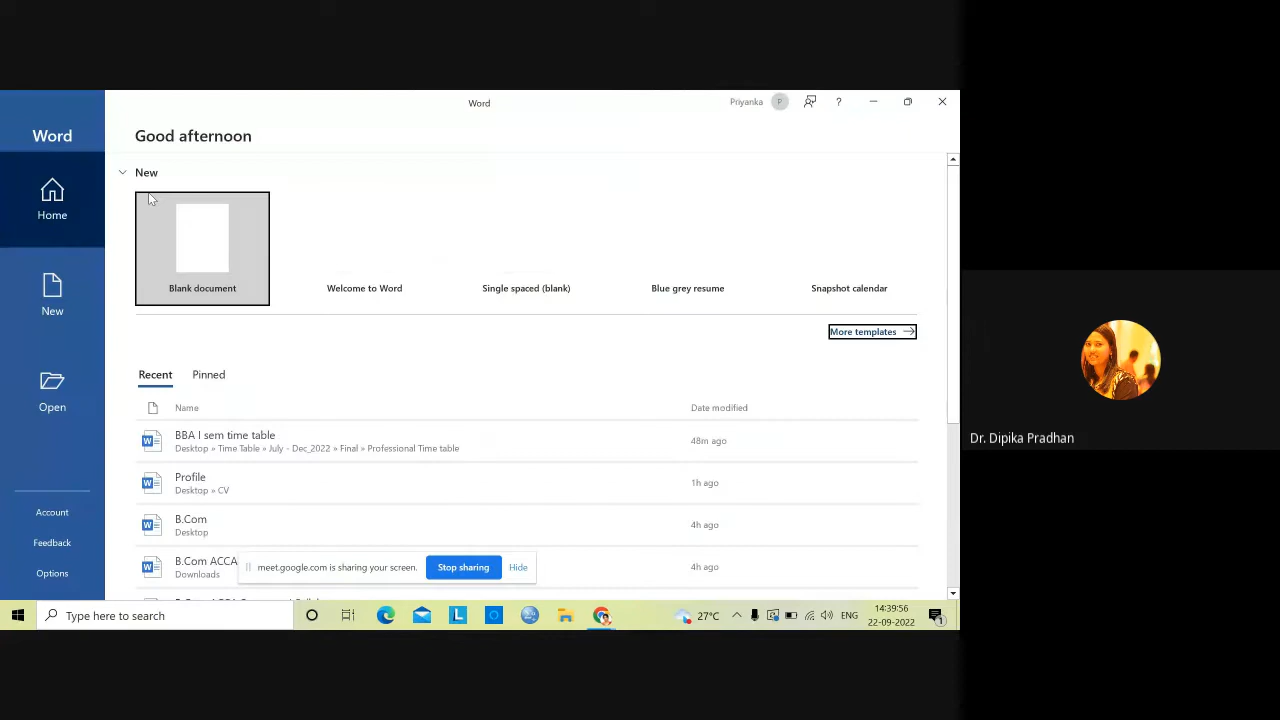 Word
Priyanka P ?
Word
Good afternoon
New
Home
Blank document
Welcome to Word
Single spaced (blank)
Blue grey resume
Snapshot calendar
New
More templates
Recent Pinned
Open
Name Date modified
BBA I sem time table
Desktop » Time Table » July - Dec_2022 » Final » Professional Time table
48m ago
Profile
Desktop » CV
1h ago
B.Com
Desktop
4h ago
B.Com ACCA
Downloads
4h ago
Account
Feedback
Options
meet.google.com is sharing your screen. Stop sharing Hide
Type here to search
L
27°C
ENG
14:39:56
22-09-2022
1
Dr. Dipika Pradhan